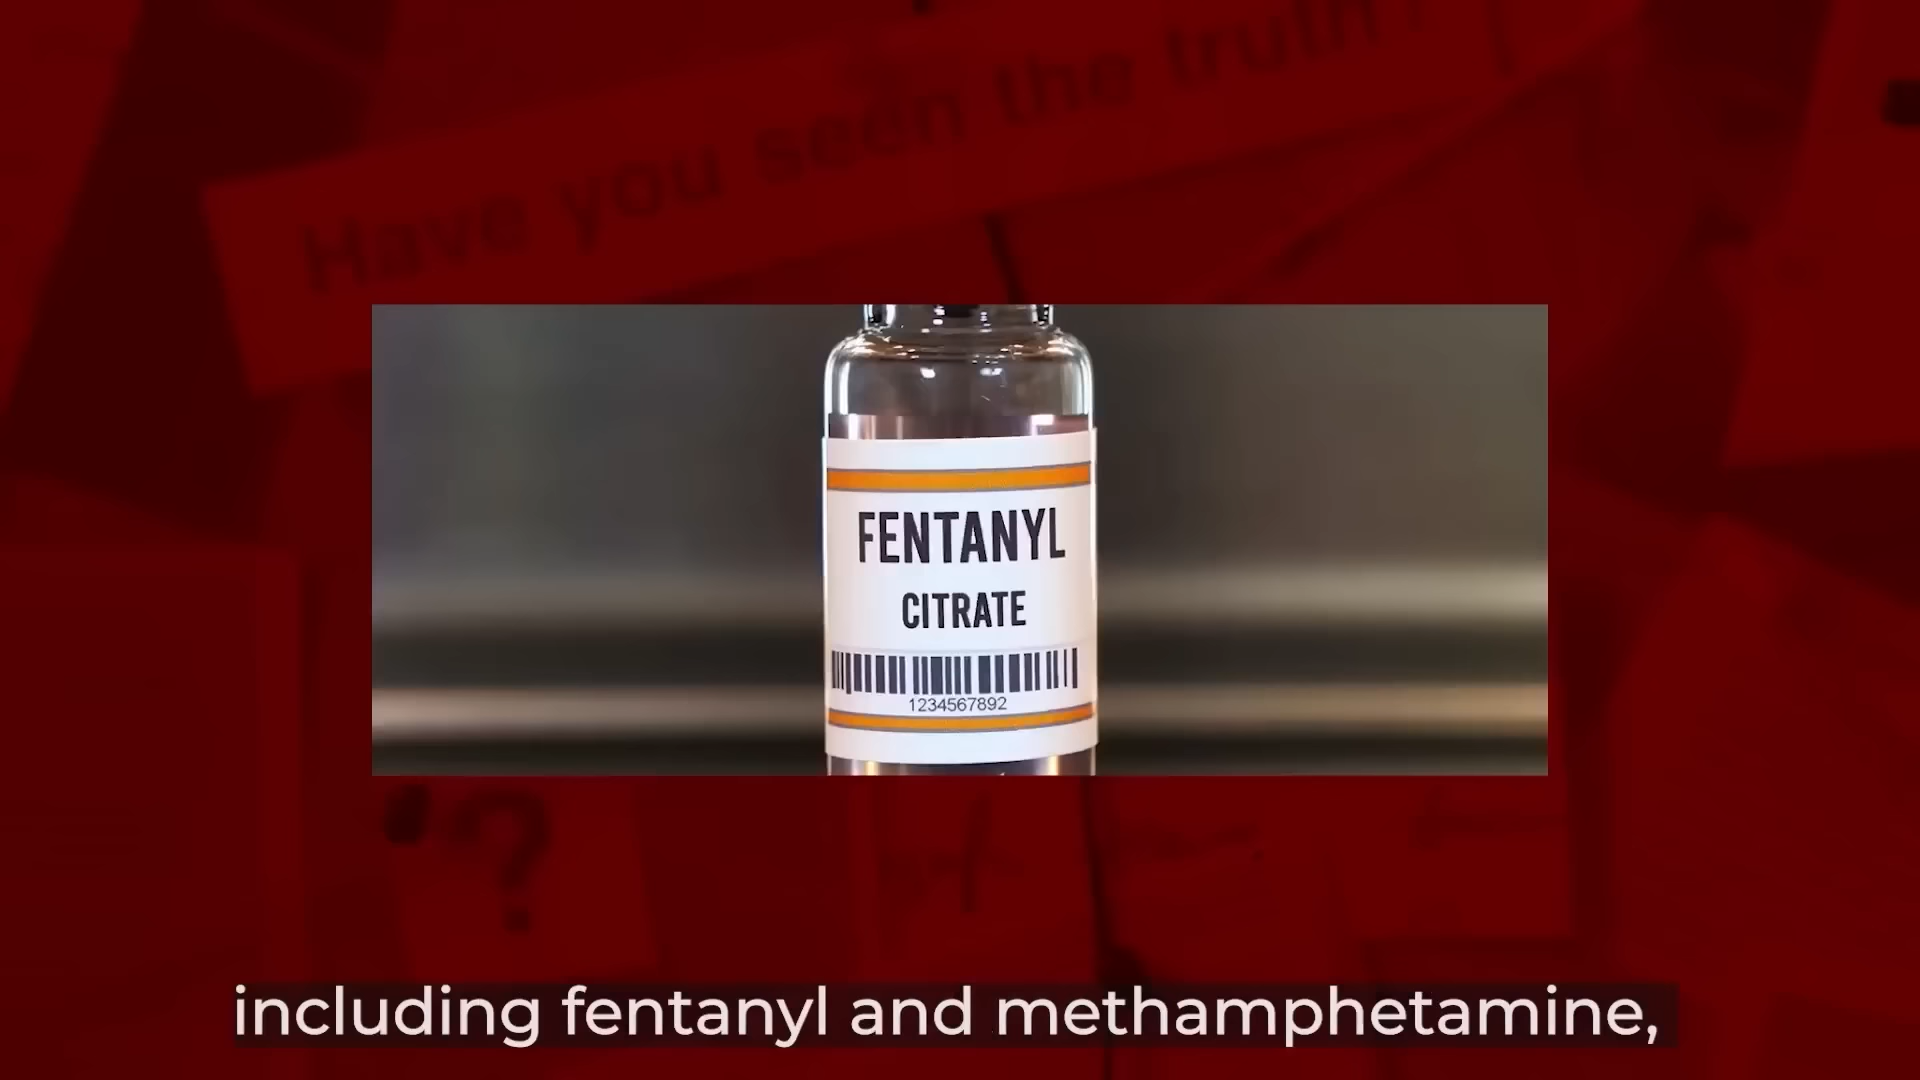 Have you seen the truth?
FENTANYL
CITRATE
1234567892
?
including fentanyl and methamphetamine,